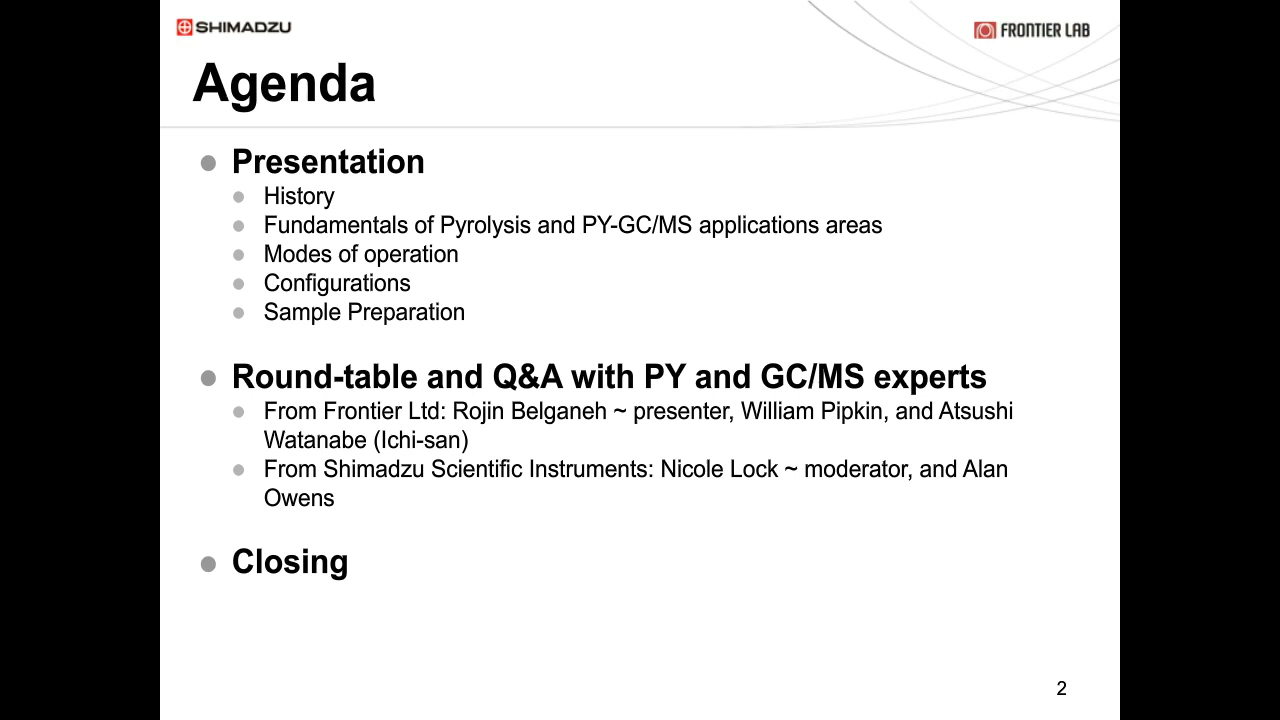 SHIMADZU
FRONTIER LAB
Agenda
Presentation
History
Fundamentals of Pyrolysis and PY-GC/MS applications areas
Modes of operation
Configurations
Sample Preparation
Round-table and Q&A with PY and GC/MS experts
From Frontier Ltd: Rojin Belganeh ~ presenter, William Pipkin, and Atsushi
Watanabe (Ichi-san)
From Shimadzu Scientific Instruments: Nicole Lock ~ moderator, and Alan
Owens
Closing
2